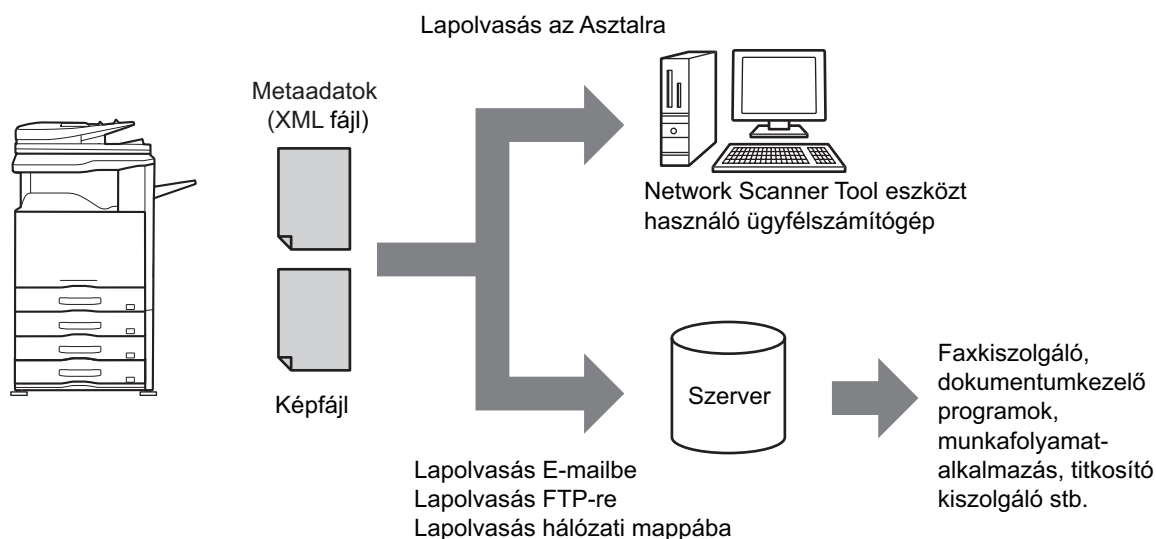 Lapolvasás az Asztalra
Metaadatok
(XML fájl)
Network Scanner Tool eszközt
használó ügyfélszámítógép
Képfájl
Szerver
Faxkiszolgáló,
dokumentumkezelő
programok,
munkafolyamat-
alkalmazás, titkosító
kiszolgáló stb.
Lapolvasás E-mailbe
Lapolvasás FTP-re
Lapolvasás hálózati mappába